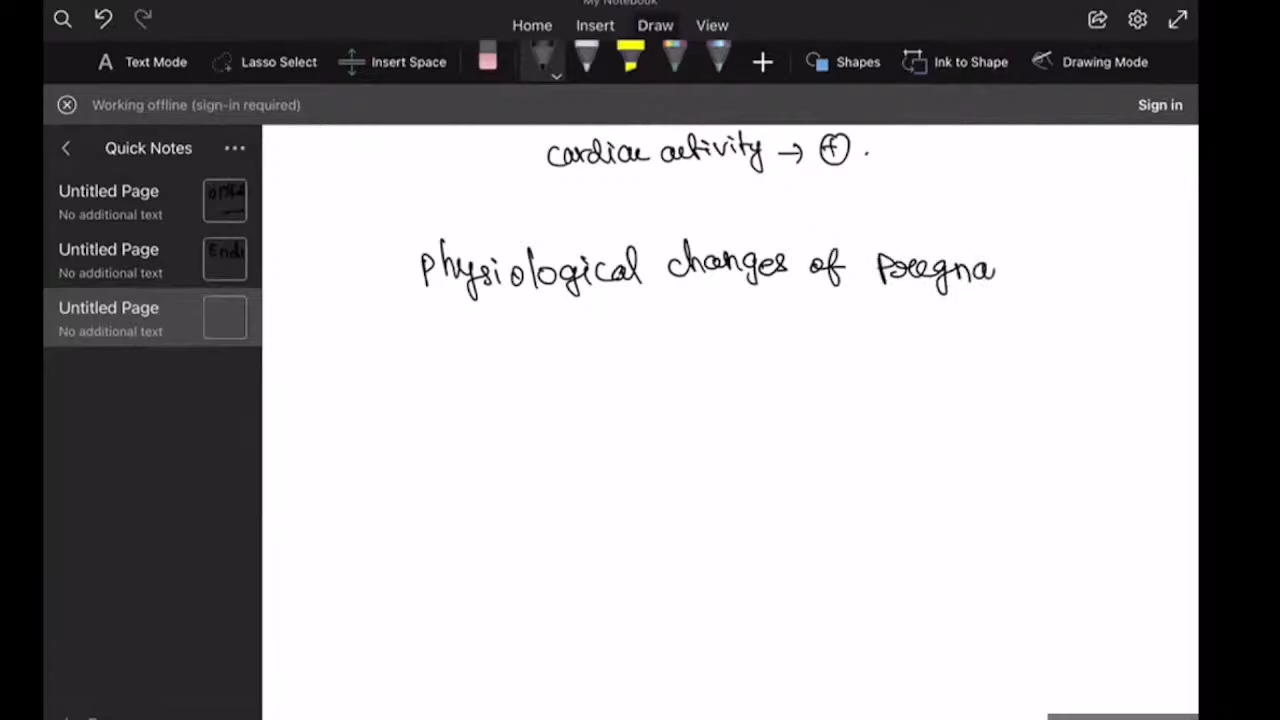 My Notebook
Home Insert Draw View
Text Mode Lasso Select Insert Space Shapes Ink to Shape Drawing Mode
Working offline (sign-in required) Sign in
Quick Notes
Untitled Page
No additional text
Untitled Page
No additional text
Untitled Page
No additional text
cardiac activity → (+) .
Physiological changes of Pregna